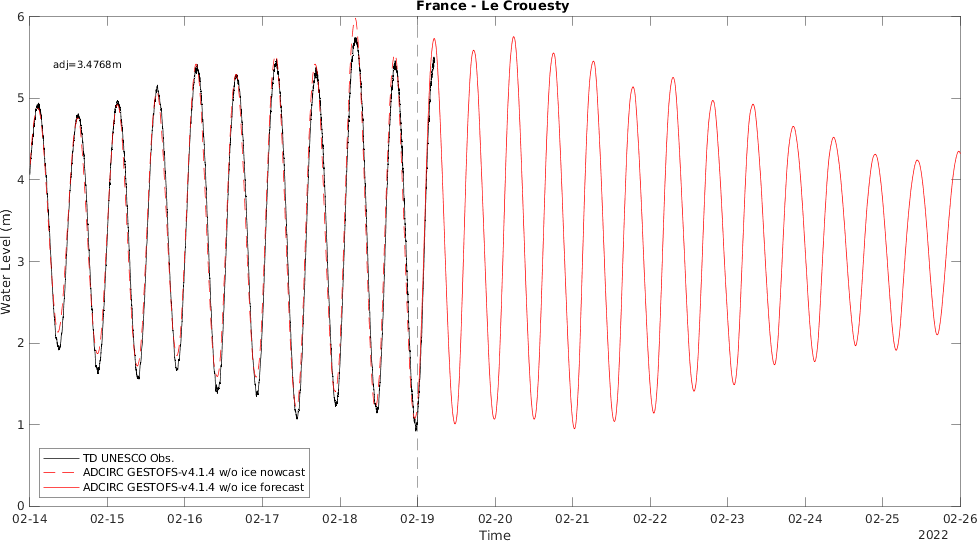 France - Le Crouesty
adj=3.4768m
Water Level (m)
6
5
4
3
2
1
0
TD UNESCO Obs.
ADCIRC GESTOFS-v4.1.4 w/o ice nowcast
ADCIRC GESTOFS-v4.1.4 w/o ice forecast
02-14 02-15 02-16 02-17 02-18 02-19 02-20 02-21 02-22 02-23 02-24 02-25 02-26
Time
2022